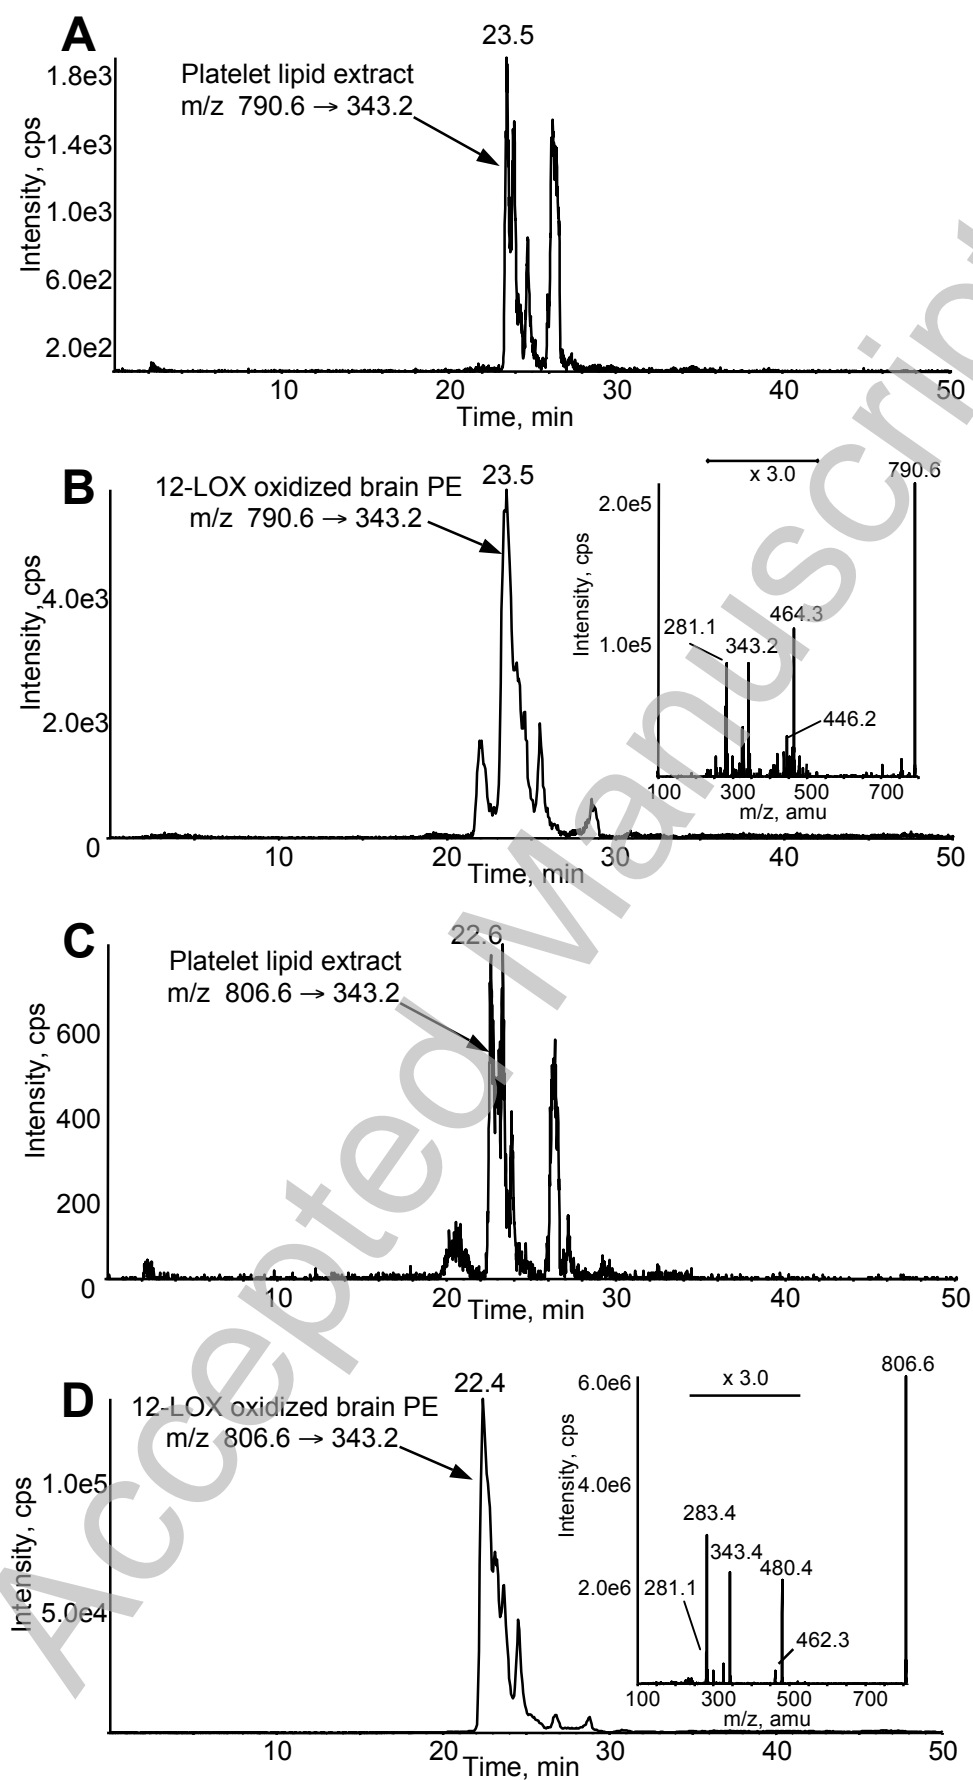 A
23.5
Platelet lipid extract
m/z 790.6 → 343.2
Intensity, cps
1.8e3
1.4e3
1.0e3
6.0e2
2.0e2
10 20 30 40 50
Time, min
B
23.5
12-LOX oxidized brain PE
m/z 790.6 → 343.2
Intensity, cps
4.0e3
2.0e3
0
10 20 30 40 50
Time, min
x 3.0
790.6
2.0e5
Intensity, cps
1.0e5
281.1
343.2
464.3
446.2
100 300 500 700
m/z, amu
C
22.6
Platelet lipid extract
m/z 806.6 → 343.2
Intensity, cps
600
400
200
0
10 20 30 40 50
Time, min
D
22.4
12-LOX oxidized brain PE
m/z 806.6 → 343.2
Intensity, cps
1.0e5
5.0e4
10 20 30 40 50
Time, min
806.6
x 3.0
6.0e6
Intensity, cps
4.0e6
2.0e6
283.4
343.4
480.4
281.1
462.3
100 300 500 700
m/z, amu
Accepted Manuscript